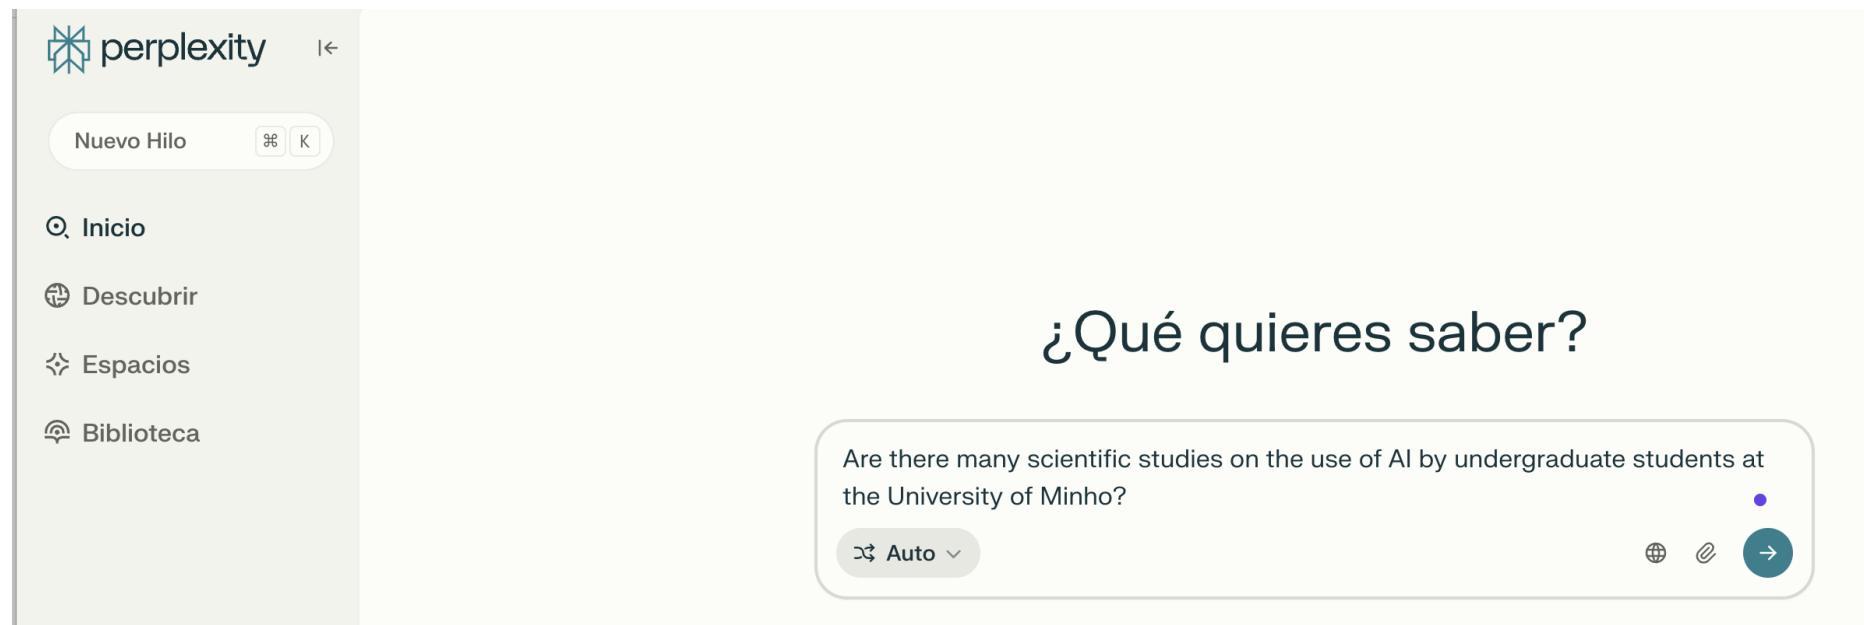 perplexity
Nuevo Hilo ⌘ K
Inicio
Descubrir
Espacios
Biblioteca
¿Qué quieres saber?
Are there many scientific studies on the use of AI by undergraduate students at
the University of Minho?
Auto